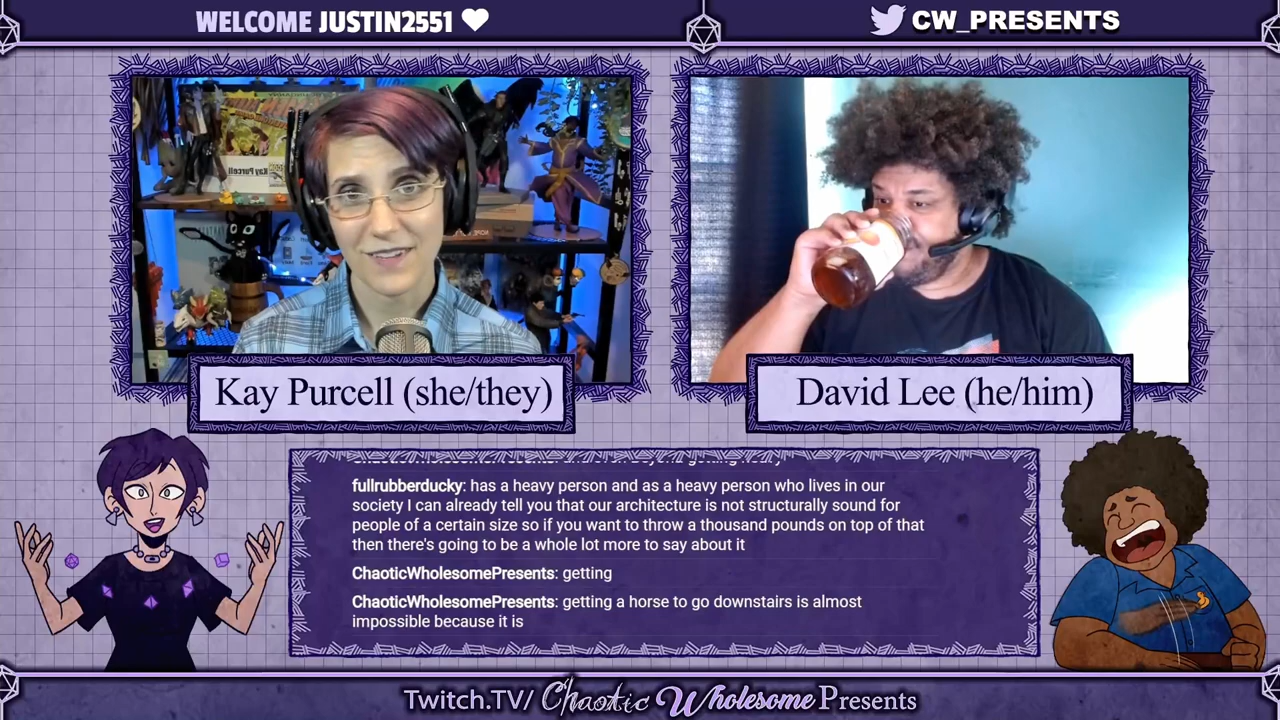 WELCOME JUSTIN2551
CW_PRESENTS
Kay Purcell
Kay Purcell (she/they)
David Lee (he/him)
fullrubberducky: has a heavy person and as a heavy person who lives in our
society I can already tell you that our architecture is not structurally sound for
people of a certain size so if you want to throw a thousand pounds on top of that
then there's going to be a whole lot more to say about it
ChaoticWholesomePresents: getting
ChaoticWholesomePresents: getting a horse to go downstairs is almost
impossible because it is
Twitch.TV/ Chaotic Wholesome Presents